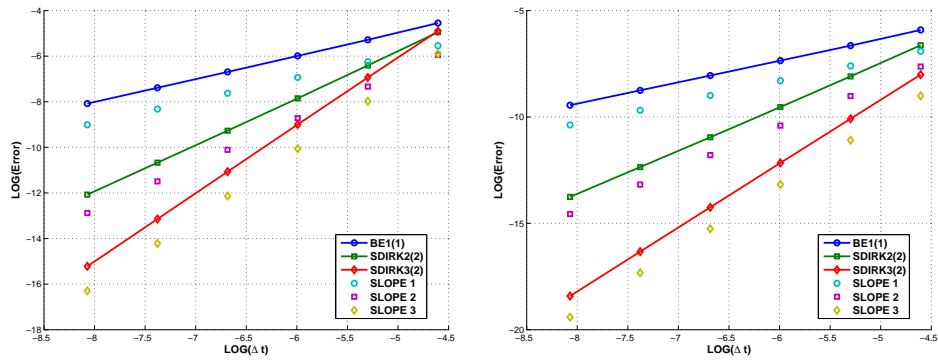 −4
−6
−8
−10
−12
−14
−16
−18
LOG(Error)
−8.5
−8
−7.5
−7
−6.5
−6
−5.5
−5
−4.5
LOG(Δ t)
BE1(1)
SDIRK2(2)
SDIRK3(2)
SLOPE 1
SLOPE 2
SLOPE 3
−5
−10
−15
−20
LOG(Error)
−8.5
−8
−7.5
−7
−6.5
−6
−5.5
−5
−4.5
LOG(Δ t)
BE1(1)
SDIRK2(2)
SDIRK3(2)
SLOPE 1
SLOPE 2
SLOPE 3